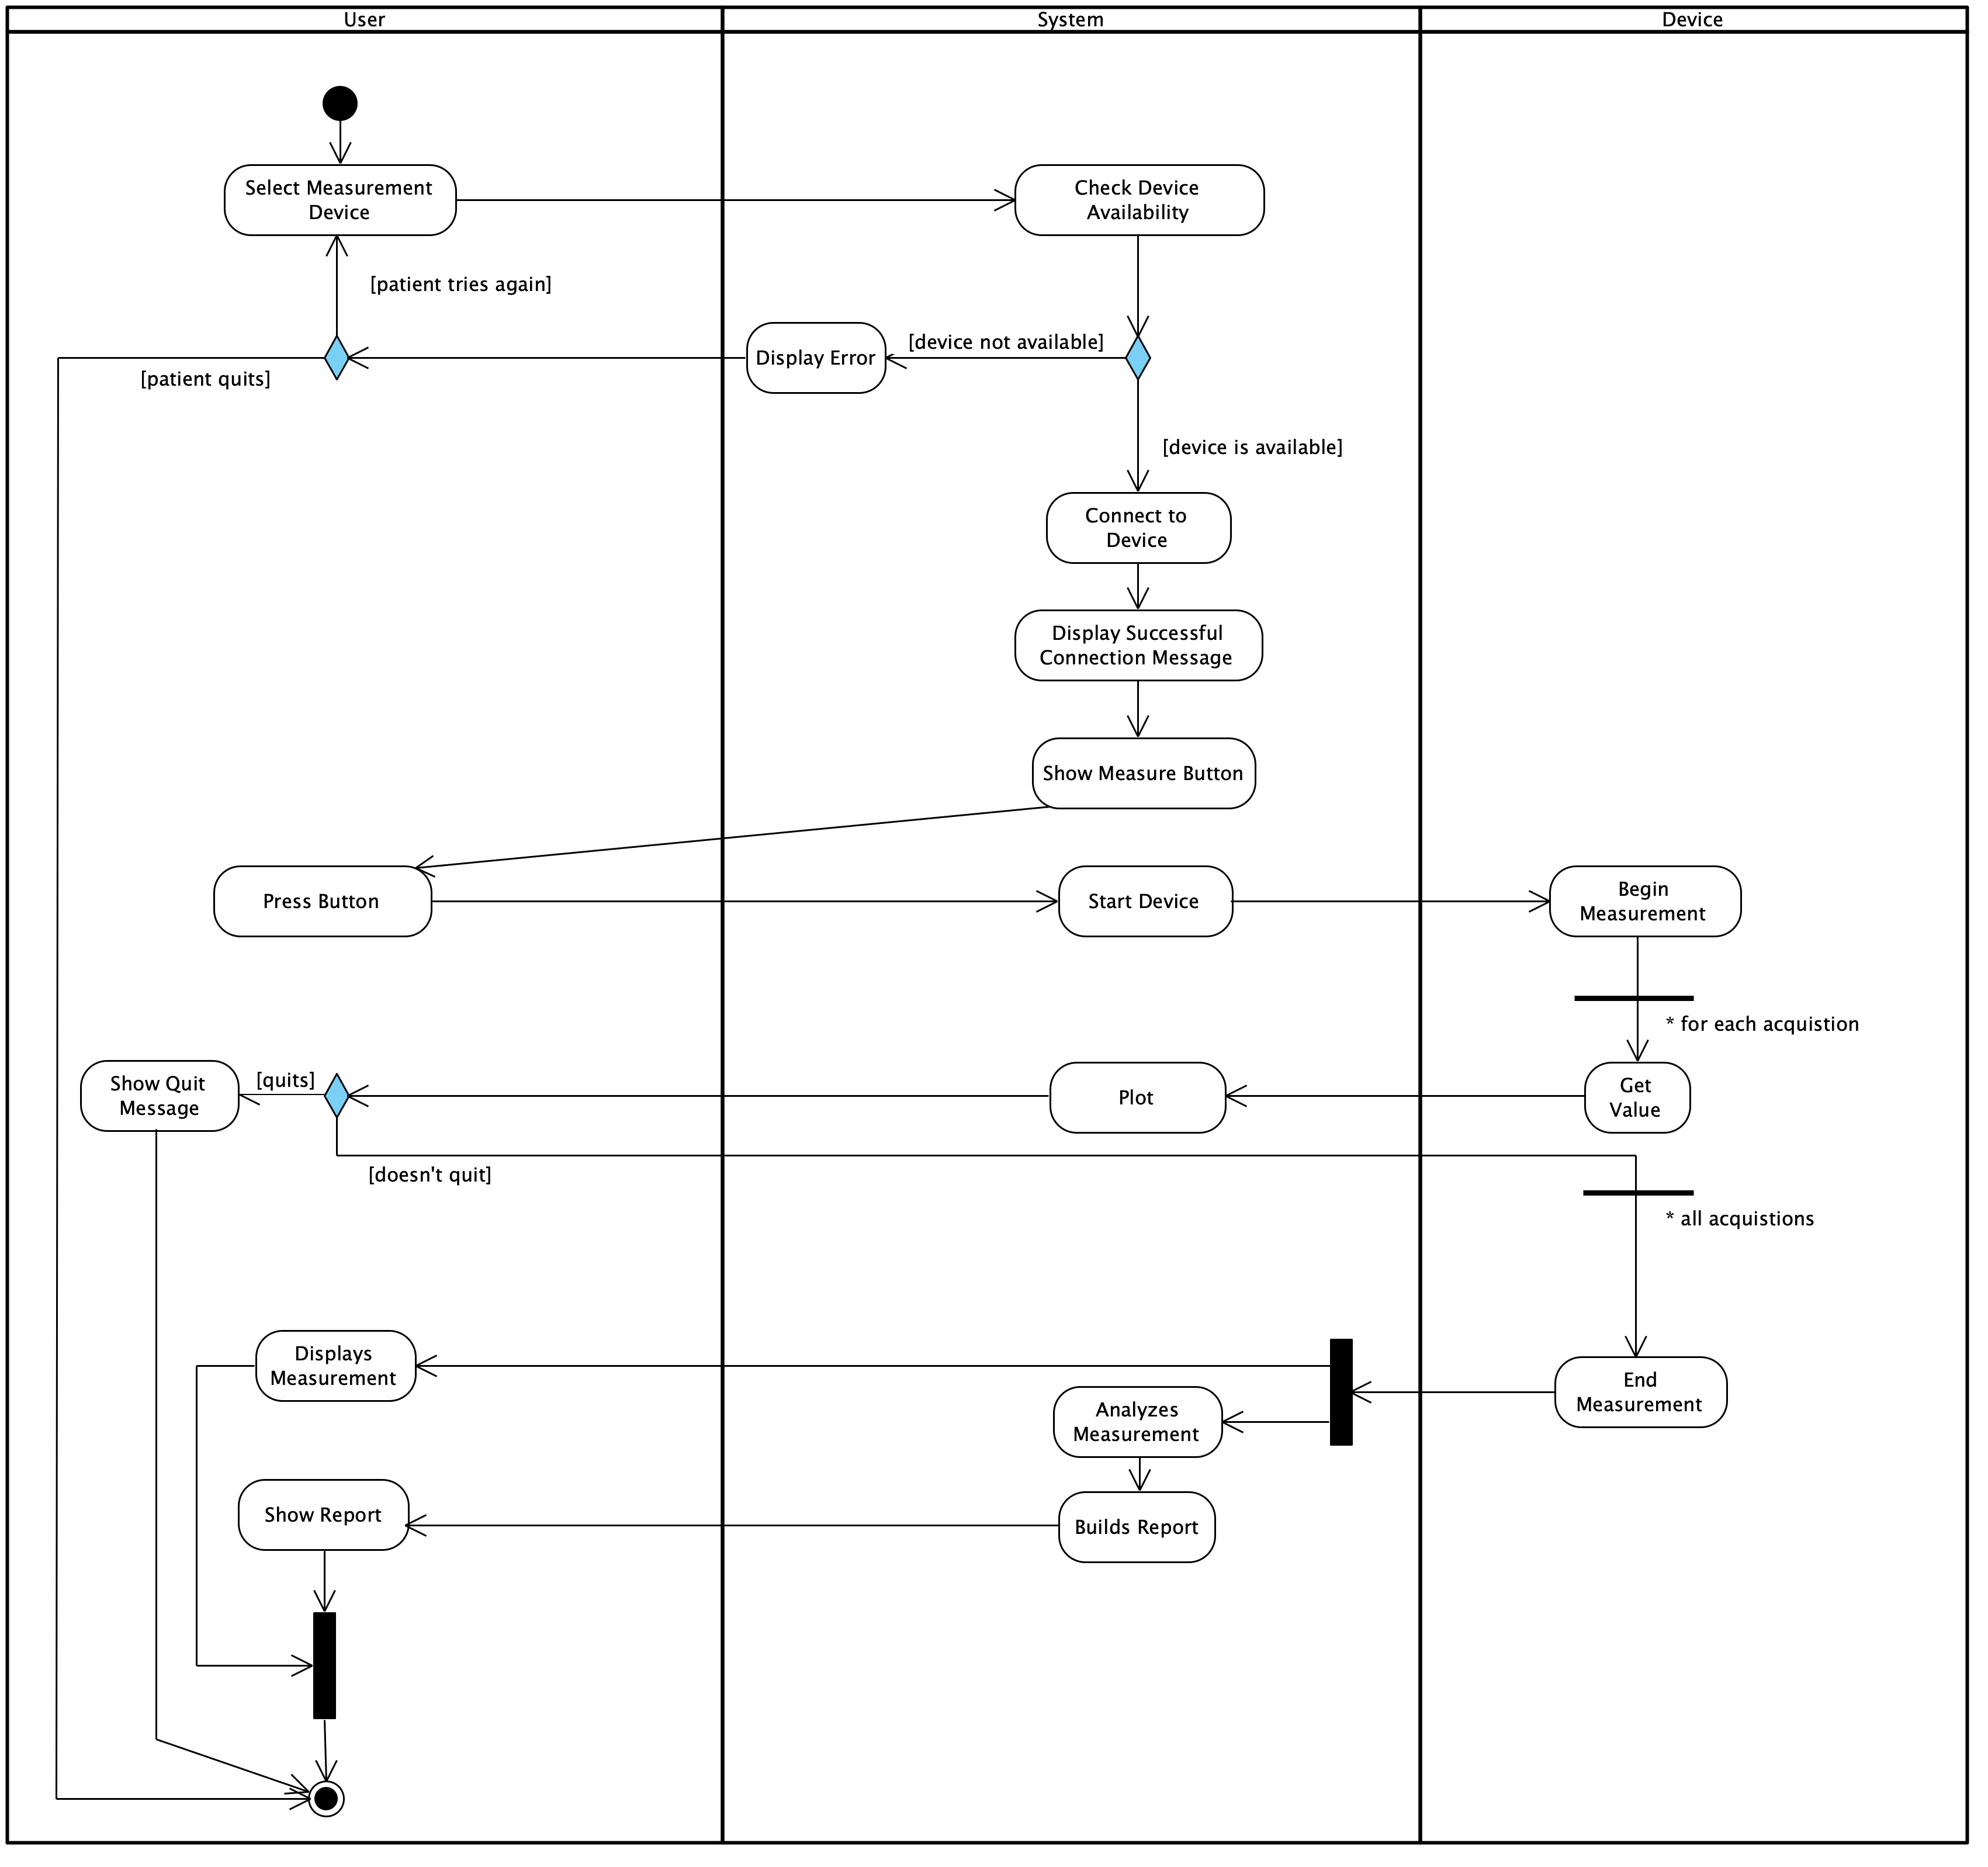 User
System
Device
Select Measurement
Device
Check Device
Availability
[patient tries again]
[device not available]
Display Error
[patient quits]
[device is available]
Connect to
Device
Display Successful
Connection Message
Show Measure Button
Press Button
Start Device
Begin
Measurement
* for each acquistion
Show Quit
Message
[quits]
Plot
Get
Value
[doesn't quit]
* all acquistions
Displays
Measurement
End
Measurement
Analyzes
Measurement
Show Report
Builds Report